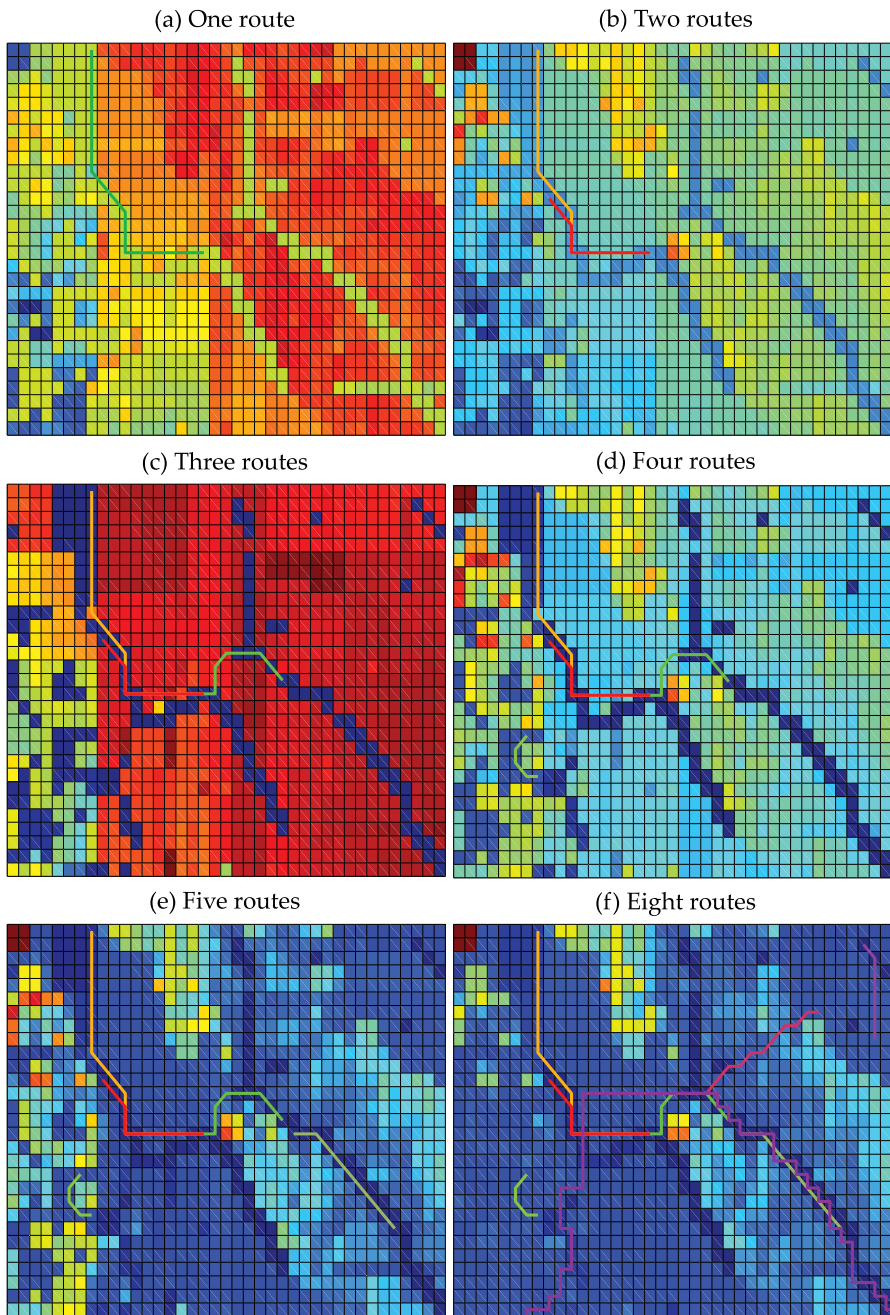 (a) One route
(b) Two routes
(c) Three routes
(d) Four routes
(e) Five routes
(f) Eight routes